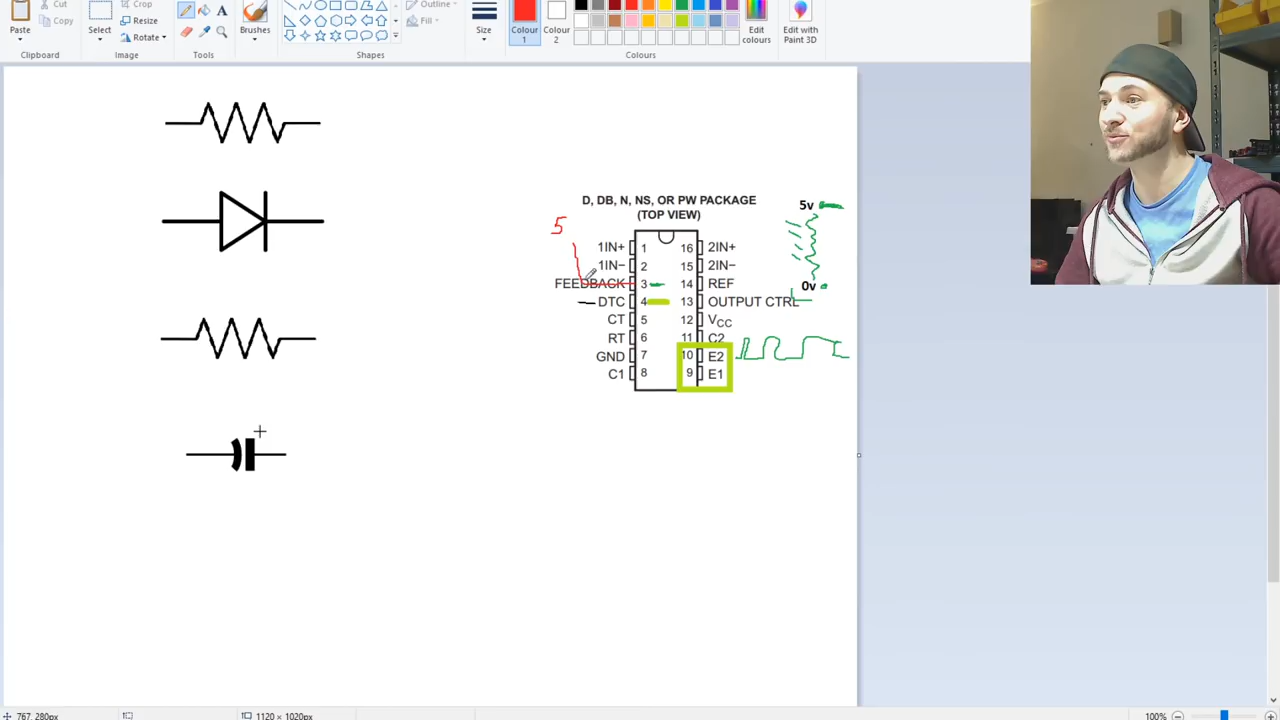 Paste
Cut
Copy
Clipboard
Select
Crop
Resize
Rotate
Image
A
Tools
Brushes
Outline
Fill
Shapes
Size
Colour 1
Colour 2
Edit colours
Edit with Paint 3D
Colours
D, DB, N, NS, OR PW PACKAGE
(TOP VIEW)
5
5v
1IN+ 1 16 2IN+
1IN− 2 15 2IN−
FEEDBACK 3 14 REF
0v
DTC 4 13 OUTPUT CTRL
CT 5 12 VCC
RT 6 11 C2
GND 7 10 E2
C1 8 9 E1
+
767, 280px
1120 × 1020px
100%